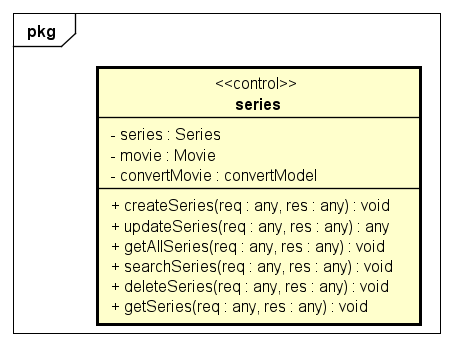 pkg
<<control>>
series
- series : Series
- movie : Movie
- convertMovie : convertModel
+ createSeries(req : any, res : any) : void
+ updateSeries(req : any, res : any) : any
+ getAllSeries(req : any, res : any) : void
+ searchSeries(req : any, res : any) : void
+ deleteSeries(req : any, res : any) : void
+ getSeries(req : any, res : any) : void